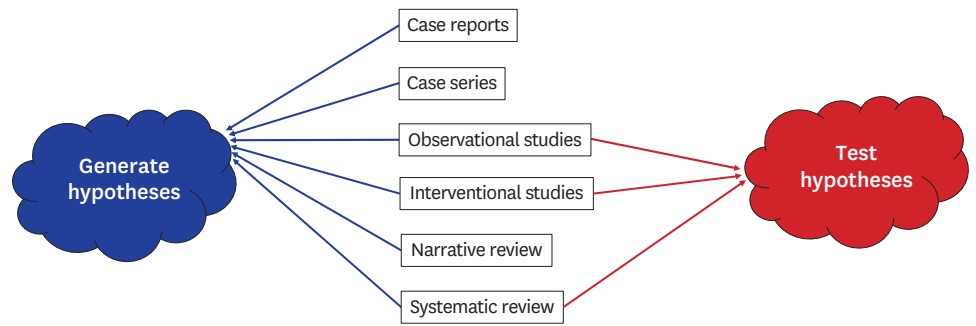 Case reports
Case series
Generate
hypotheses
Observational studies
Interventional studies
Test
hypotheses
Narrative review
Systematic review